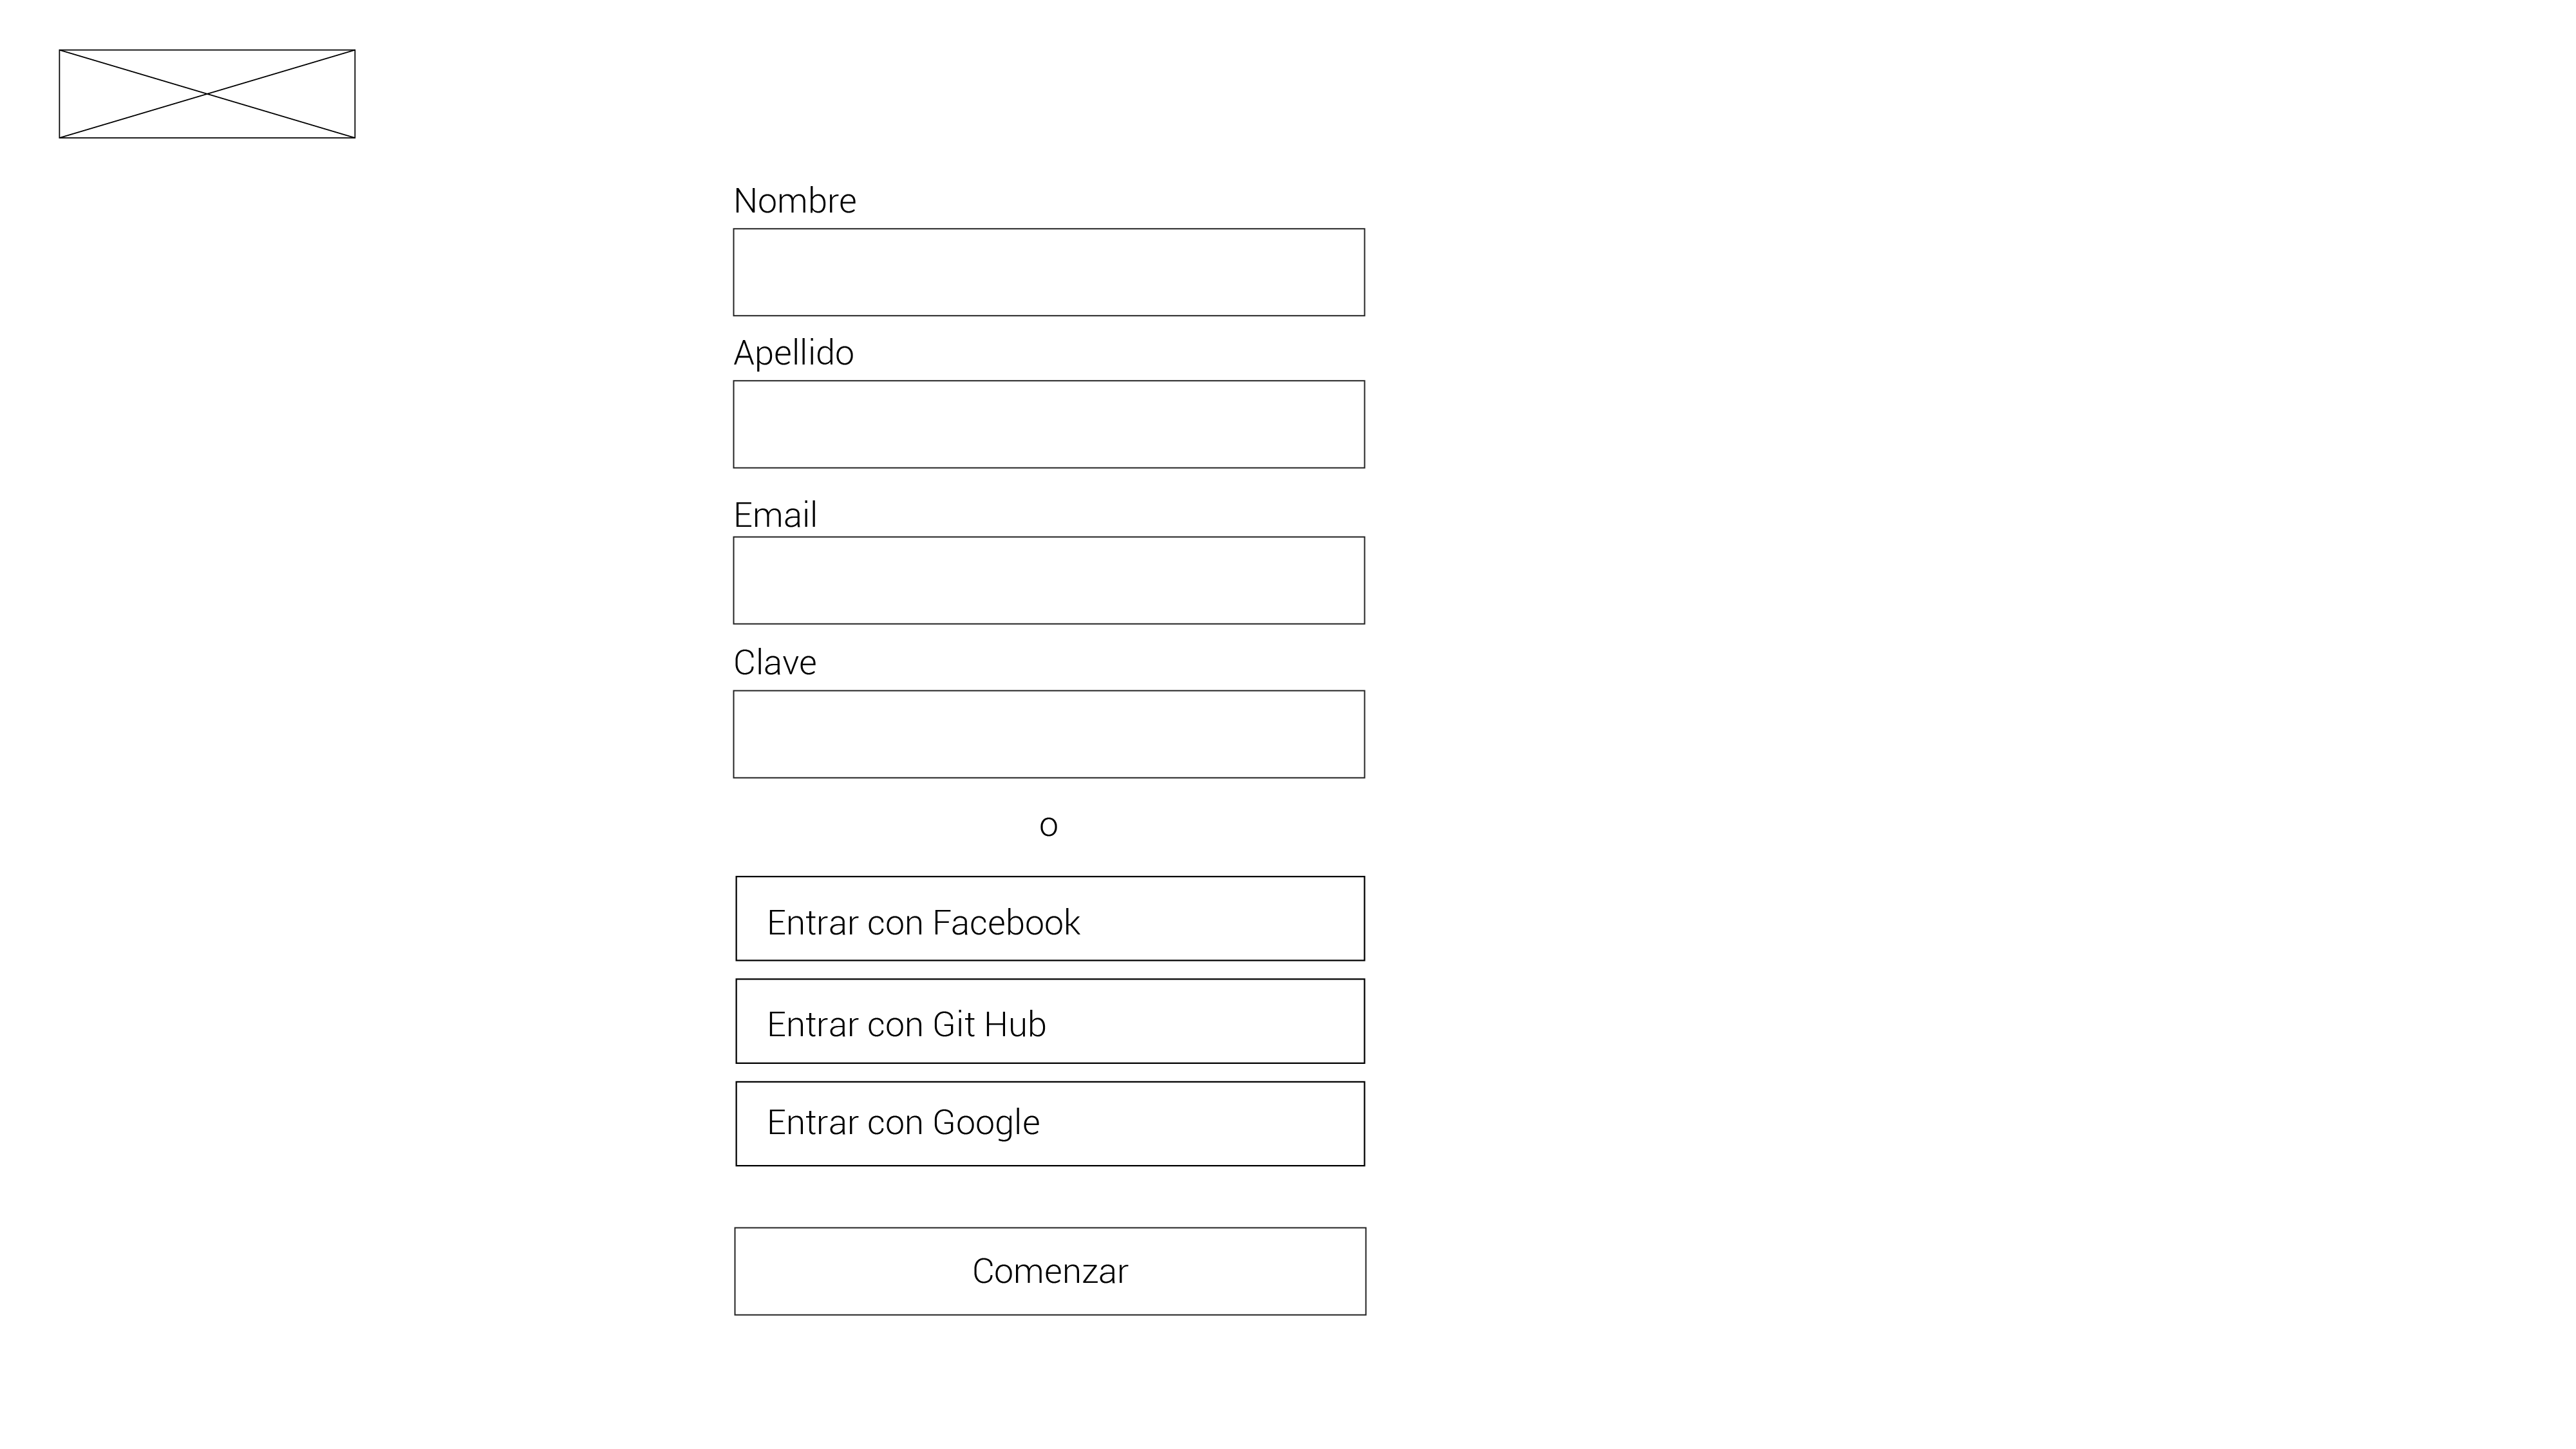 Nombre
Apellido
Email
Clave
o
Entrar con Facebook
Entrar con Git Hub
Entrar con Google
Comenzar